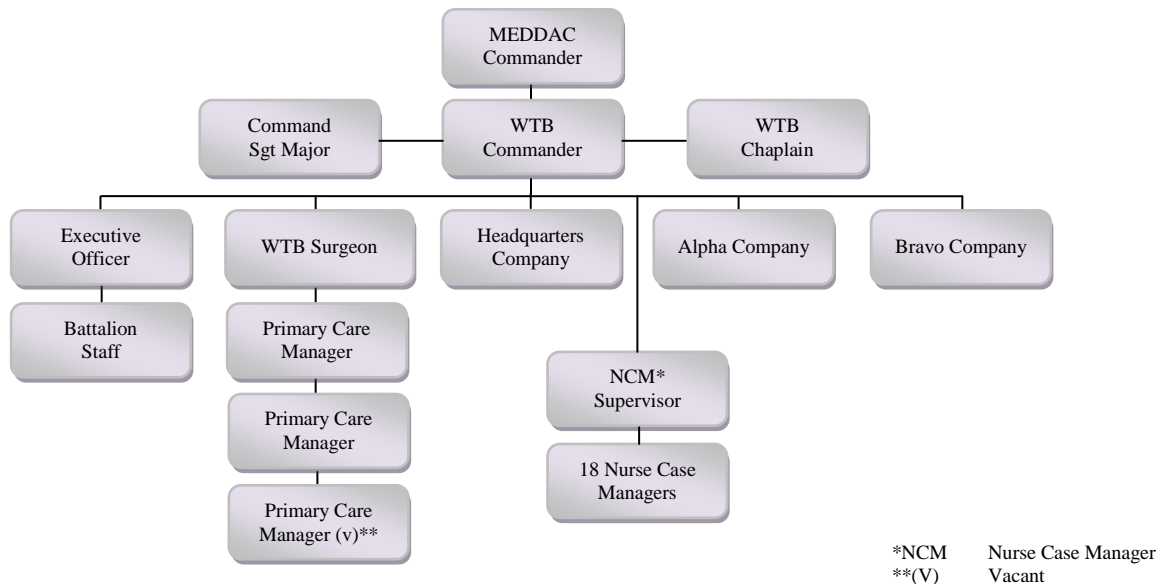 MEDDAC
Commander
Command
Sgt Major
WTB
Commander
WTB
Chaplain
Executive
Officer
WTB Surgeon
Headquarters
Company
Alpha Company
Bravo Company
Battalion
Staff
Primary Care
Manager
NCM*
Supervisor
Primary Care
Manager
18 Nurse Case
Managers
Primary Care
Manager (v)**
*NCM Nurse Case Manager
**(V) Vacant